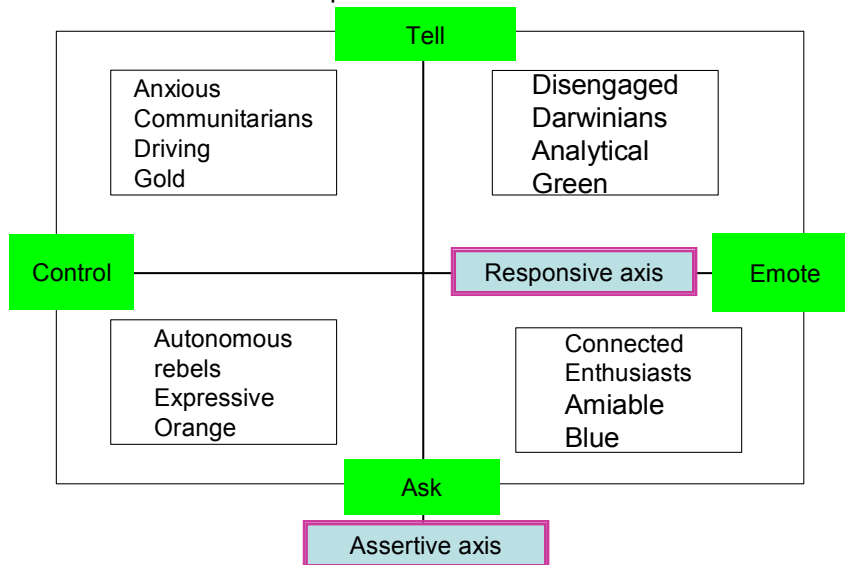 Tell
Anxious
Communitarians
Driving
Gold
Disengaged
Darwinians
Analytical
Green
Control
Responsive axis
Emote
Autonomous
rebels
Expressive
Orange
Connected
Enthusiasts
Amiable
Blue
Ask
Assertive axis